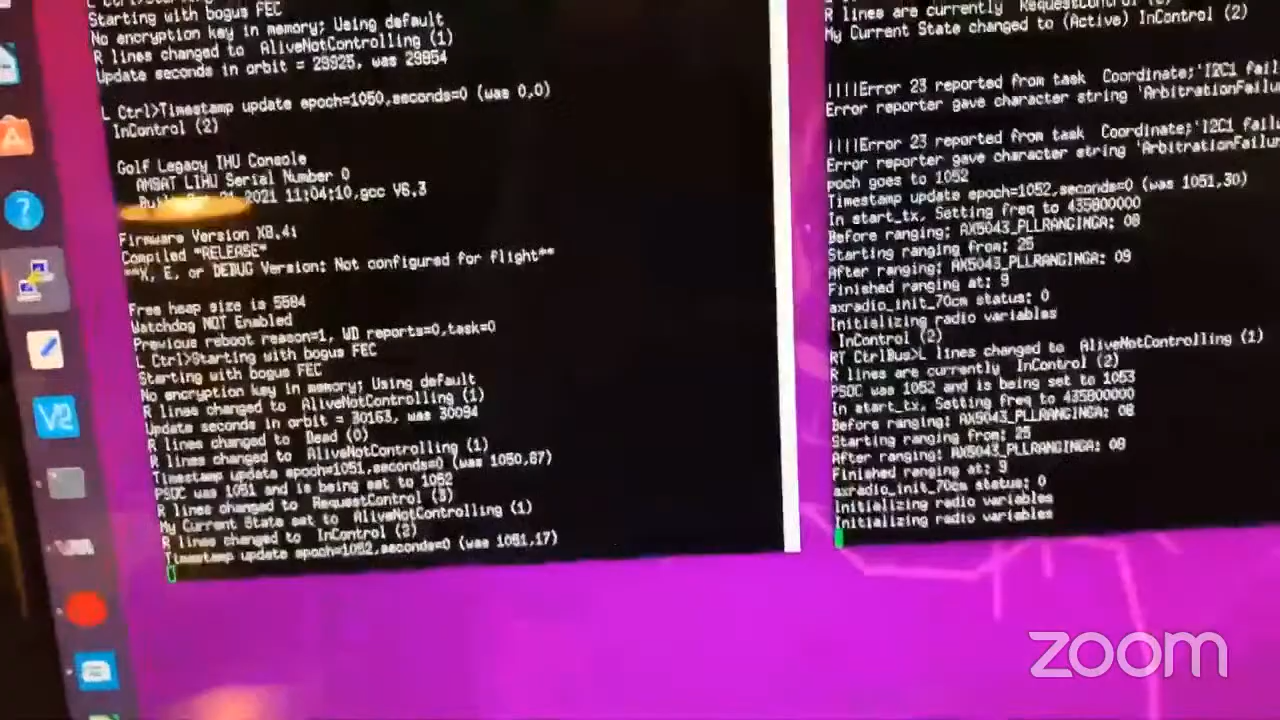 L Ctrl>Start
Starting with bogus FEC
No encryption key in memory; Using default
R lines changed to AliveNotControlling (1)
Update seconds in orbit = 29925, was 29854
L Ctrl>Timestamp update epoch=1050,seconds=0 (was 0,0)
InControl (2)
Golf Legacy IHU Console
AMSAT LIHU Serial Number 0
21 2021 11:04:10,gcc V6.3
Firmware Version X0.4i
Compiled *RELEASE*
**X, E, or DEBUG Version: Not configured for flight**
Free heap size is 5584
Watchdog NOT Enabled
Previous reboot reason=1, WD reports=0,task=0
L Ctrl>Starting with bogus FEC
Starting with bogus FEC
No encryption key in memory; Using default
R lines changed to AliveNotControlling (1)
Update seconds in orbit = 30163, was 30094
R lines changed to Dead (0)
R lines changed to AliveNotControlling (1)
Timestamp update epoch=1051,seconds=0 (was 1050,87)
PSOC was 1051 and is being set to 1052
R lines changed to RequestControl (3)
My Current State set to AliveNotControlling (1)
R lines changed to InControl (2)
Timestamp update epoch=1052,seconds=0 (was 1051,17)
R lines are currently RequestControl
My Current State changed to (Active) InControl (2)
!!!!Error 23 reported from task Coordinate;'I2C1 fail
Error reporter gave character string 'ArbitrationFailur
!!!!Error 23 reported from task Coordinate;'I2C1 failu
Error reporter gave character string 'ArbitrationFailur
poch goes to 1052
Timestamp update epoch=1052,seconds=0 (was 1051,30)
In start_tx, Setting freq to 435800000
Before ranging: AX5043_PLLRANGINGA: 08
Starting ranging from: 25
After ranging: AX5043_PLLRANGINGA: 09
Finished ranging at: 9
axradio_init_70cm status: 0
Initializing radio variables
InControl (2)
RT CtrlBus>L lines changed to AliveNotControlling (1)
R lines are currently InControl (2)
PSOC was 1052 and is being set to 1053
In start_tx, Setting freq to 435800000
Before ranging: AX5043_PLLRANGINGA: 08
Starting ranging from: 25
After ranging: AX5043_PLLRANGINGA: 09
Finished ranging at: 9
axradio_init_70cm status: 0
Initializing radio variables
Initializing radio variables
A
?
V2
zoom